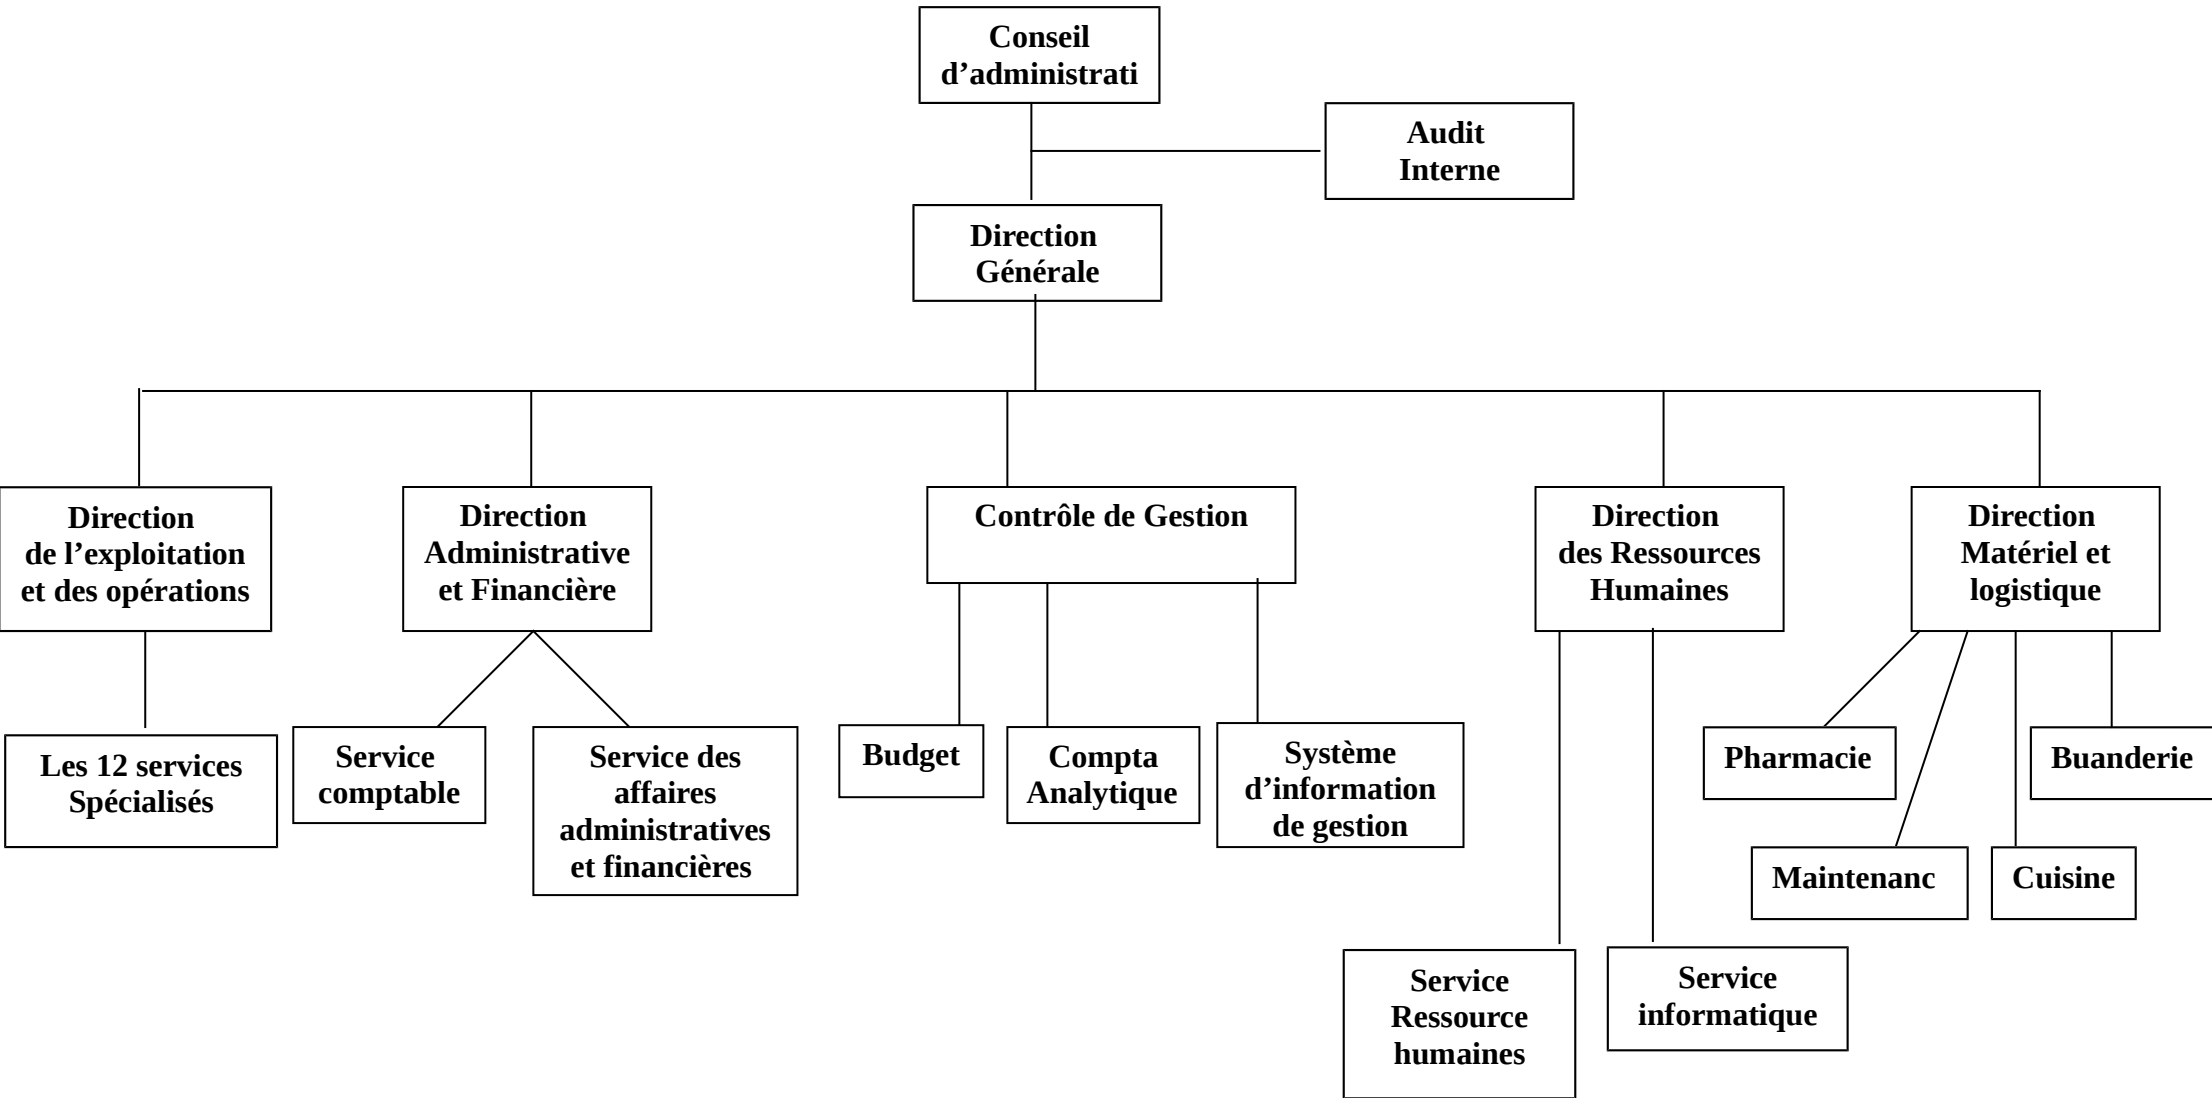 Conseil
d’administrati
Audit
Interne
Direction
Générale
Direction
de l’exploitation
et des opérations
Direction
Administrative
et Financière
Contrôle de Gestion
Direction
des Ressources
Humaines
Direction
Matériel et
logistique
Les 12 services
Spécialisés
Service
comptable
Service des
affaires
administratives
et financières
Budget
Compta
Analytique
Système
d’information
de gestion
Pharmacie
Buanderie
Maintenanc
Cuisine
Service
Ressource
humaines
Service
informatique